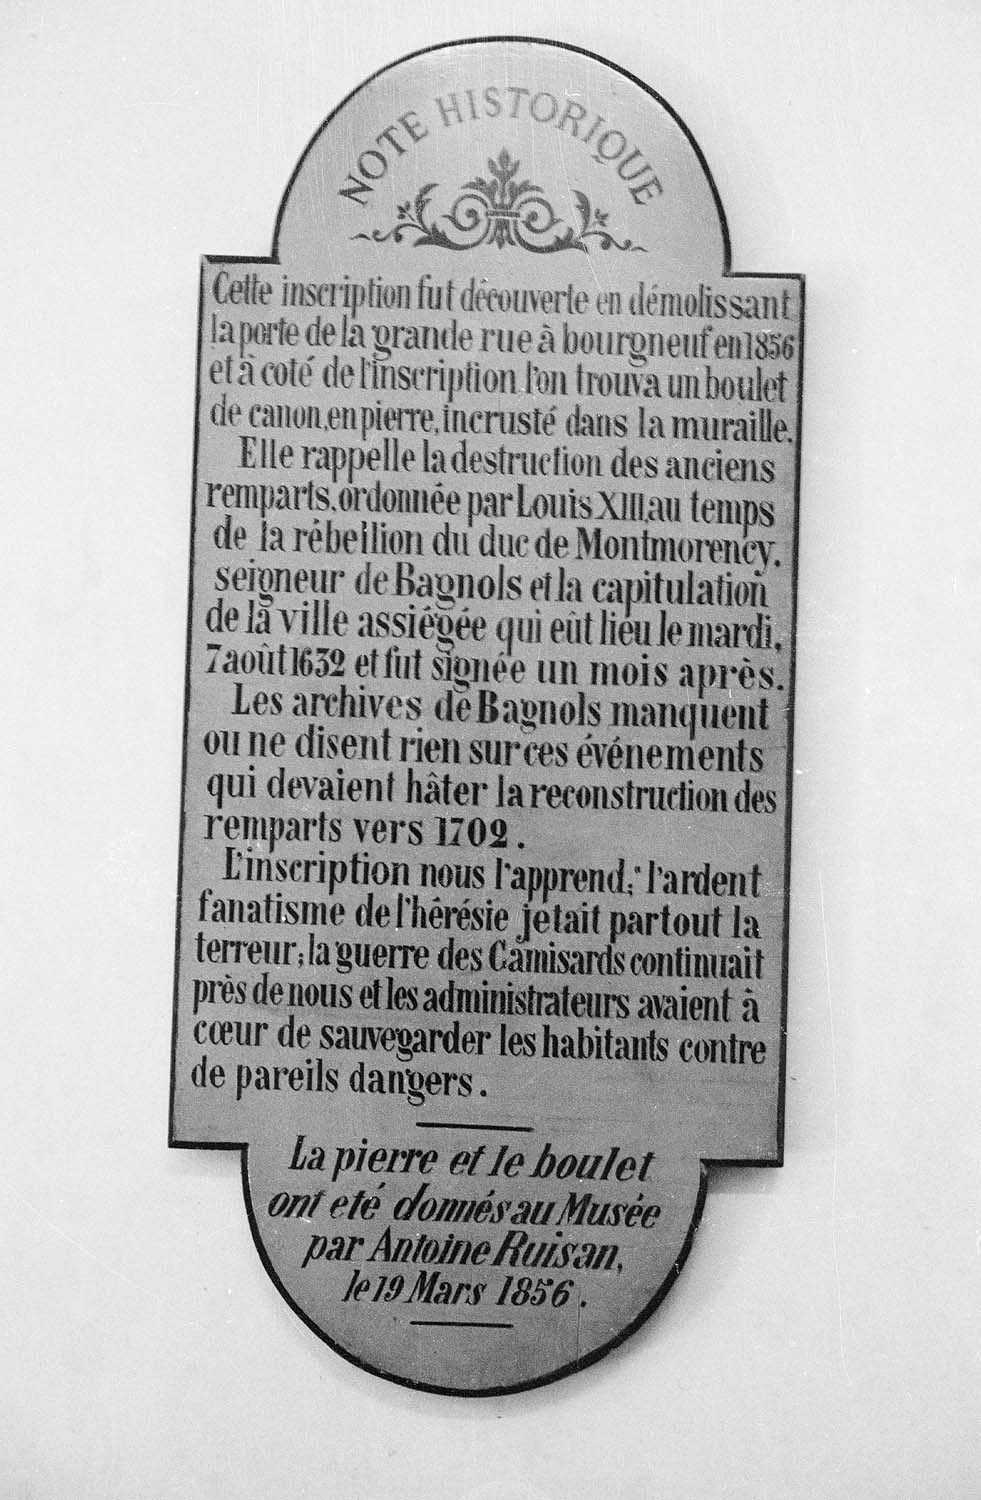 NOTE HISTORIQUE
Cette inscription fut découverte en démolissant
la porte de la grande rue à bourgneuf en 1856
et à coté de l'inscription l'on trouva un boulet
de canon, en pierre, incrusté dans la muraille.
Elle rappelle la destruction des anciens
remparts, ordonnée par Louis XIII, au temps
de la rébellion du duc de Montmorency,
seigneur de Bagnols et la capitulation
de la ville assiégée qui eût lieu le mardi,
7 août 1632 et fut signée un mois après.
Les archives de Bagnols manquent
ou ne disent rien sur ces événements
qui devaient hâter la reconstruction des
remparts vers 1702.
L'inscription nous l'apprend; "l'ardent
fanatisme de l'hérésie jetait partout la
terreur; la guerre des Camisards continuait
près de nous et les administrateurs avaient à
cœur de sauvegarder les habitants contre
de pareils dangers.
La pierre et le boulet
ont eté donnés au Musée
par Antoine Ruisan,
le 19 Mars 1856.